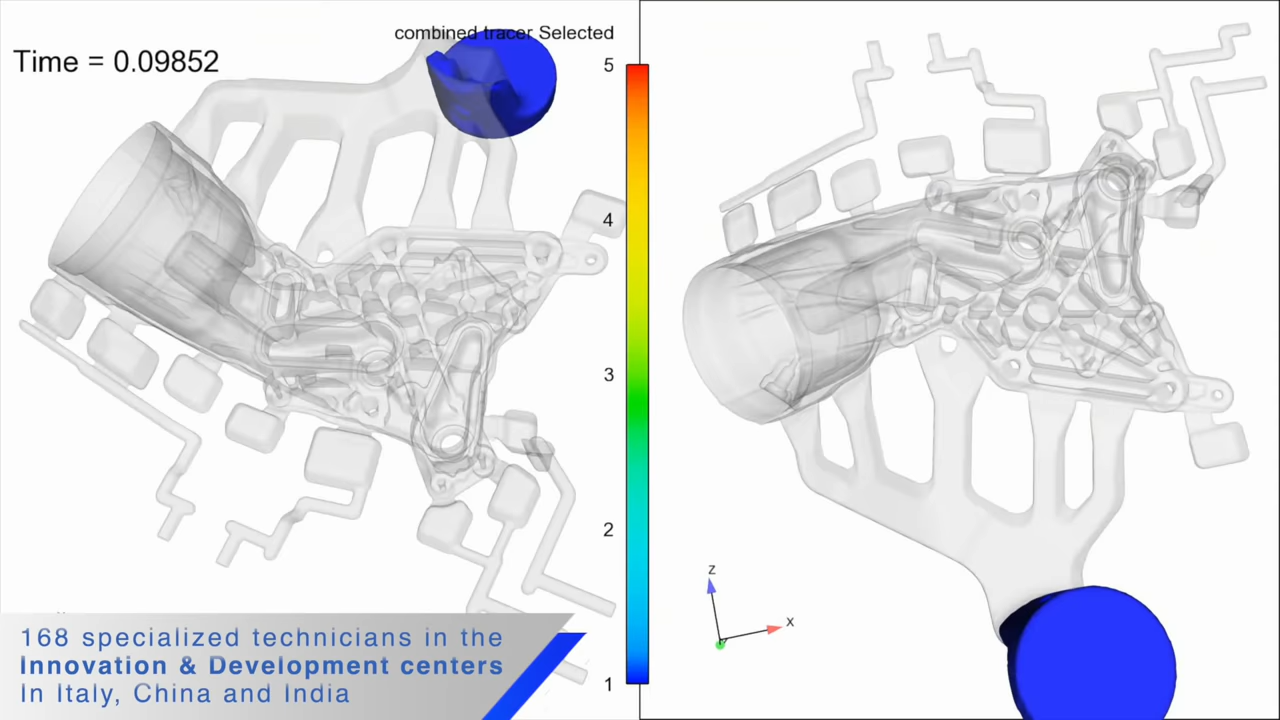 combined tracer Selected
Time = 0.09852
5
4
3
2
1
z
x
168 specialized technicians in the
Innovation & Development centers
In Italy, China and India